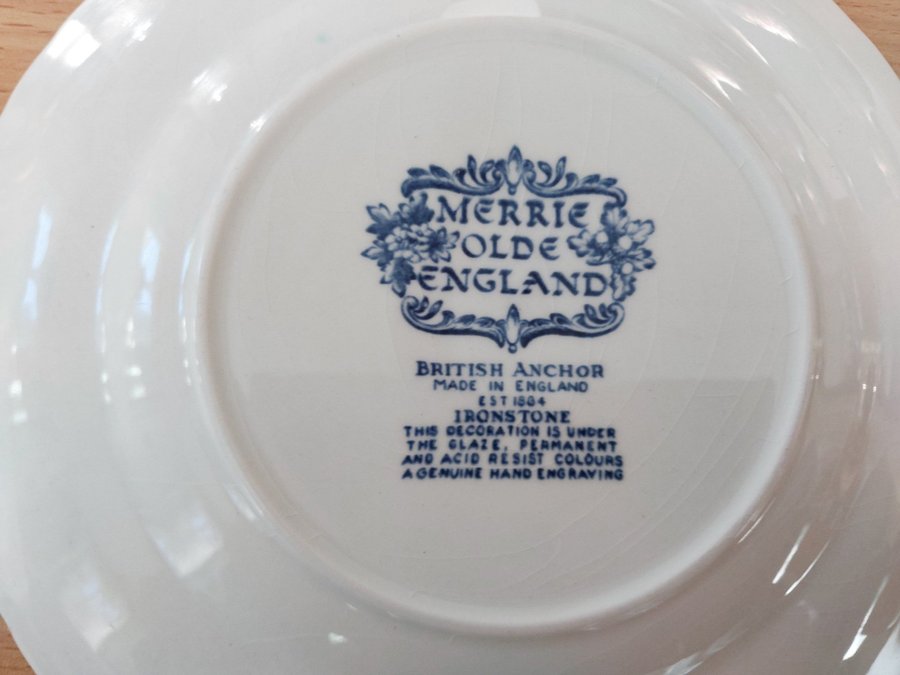 MERRIE
OLDE
ENGLAND
BRITISH ANCHOR
MADE IN ENGLAND
EST 1884
IRONSTONE
THIS DECORATION IS UNDER
THE GLAZE, PERMANENT
AND ACID RESIST COLOURS
A GENUINE HAND ENGRAVING